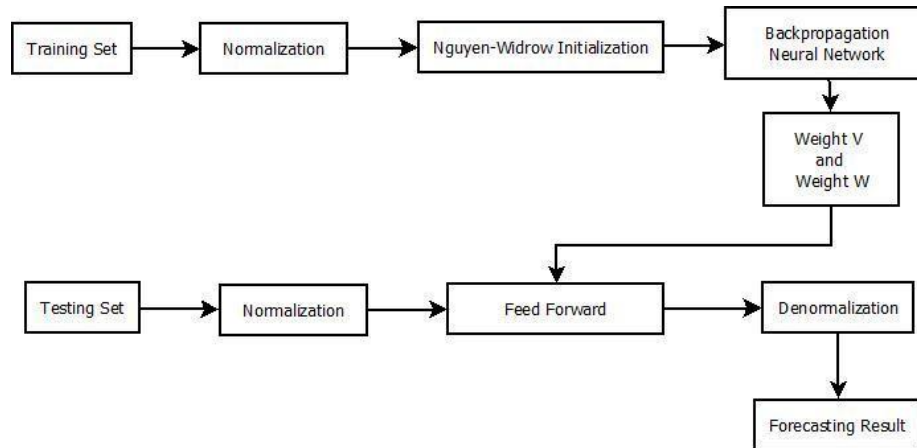 Training Set
Normalization
Nguyen-Widrow Initialization
Backpropagation
Neural Network
Weight V
and
Weight W
Testing Set
Normalization
Feed Forward
Denormalization
Forecasting Result